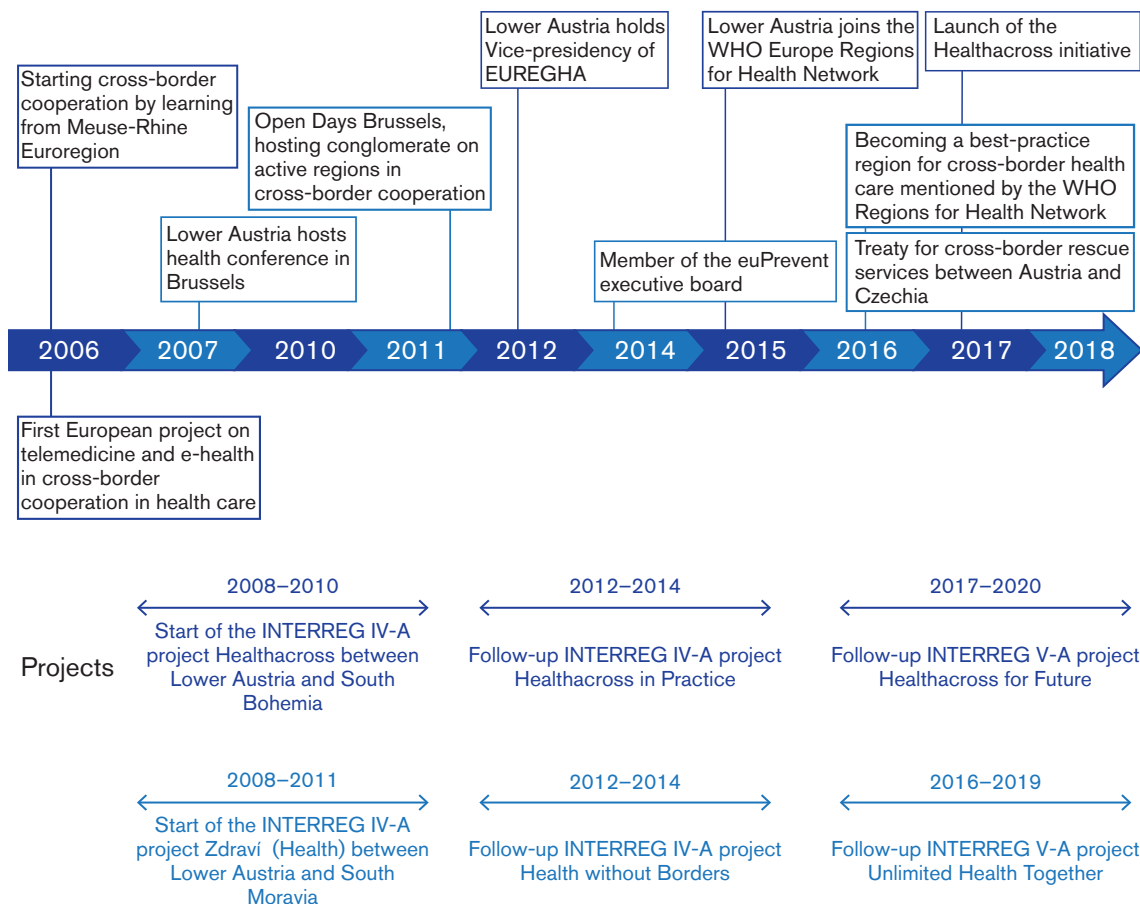 Starting cross-border
cooperation by learning
from Meuse-Rhine
Euroregion
Lower Austria hosts
health conference in
Brussels
Open Days Brussels,
hosting conglomerate on
active regions in
cross-border cooperation
Lower Austria holds
Vice-presidency of
EUREGHA
Member of the euPrevent
executive board
Lower Austria joins the
WHO Europe Regions
for Health Network
Launch of the
Healthacross initiative
Becoming a best-practice
region for cross-border health
care mentioned by the WHO
Regions for Health Network
Treaty for cross-border rescue
services between Austria and
Czechia
2006
2007
2010
2011
2012
2014
2015
2016
2017
2018
First European project on
telemedicine and e-health
in cross-border
cooperation in health care
Projects
2008–2010
Start of the INTERREG IV-A
project Healthacross between
Lower Austria and South
Bohemia
2012–2014
Follow-up INTERREG IV-A project
Healthacross in Practice
2017–2020
Follow-up INTERREG V-A project
Healthacross for Future
2008–2011
Start of the INTERREG IV-A
project Zdraví (Health) between
Lower Austria and South
Moravia
2012–2014
Follow-up INTERREG IV-A project
Health without Borders
2016–2019
Follow-up INTERREG V-A project
Unlimited Health Together